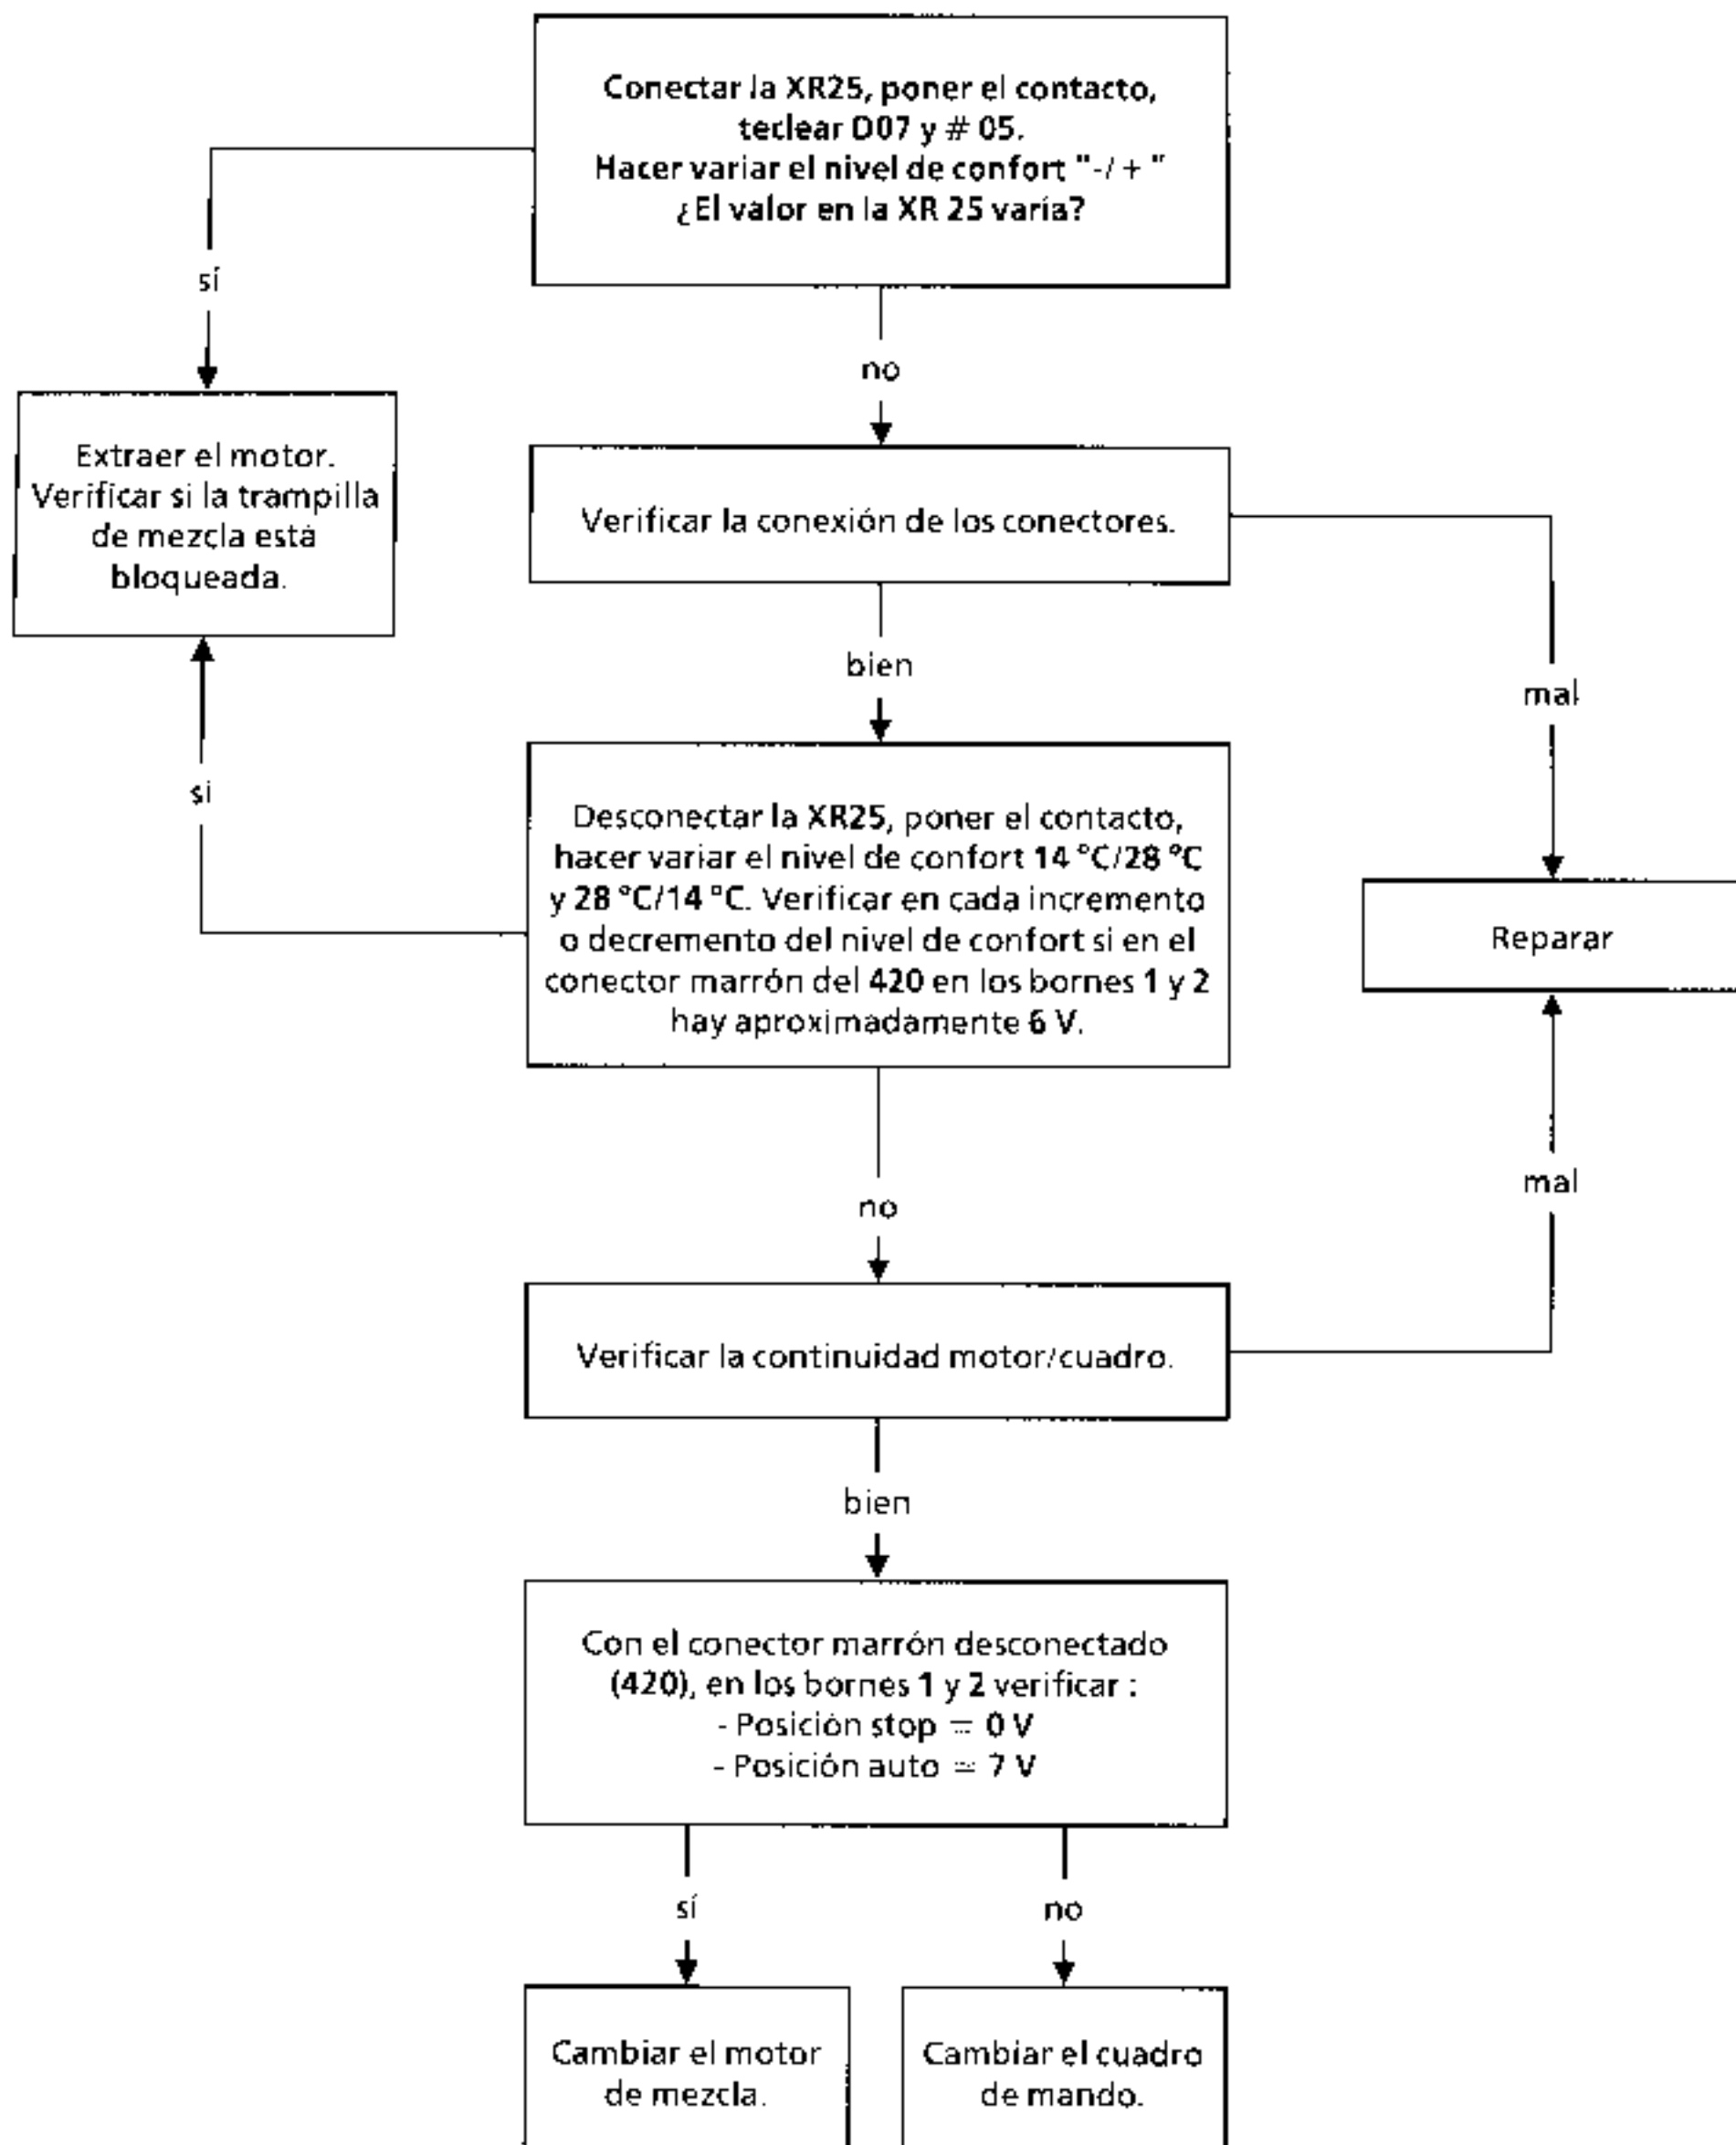 Conectar la XR25, poner el contacto,
teclear D07 y # 05.
Hacer variar el nivel de confort "-/+ "
¿El valor en la XR 25 varía?
sí
no
Extraer el motor.
Verificar si la trampilla
de mezcla está
bloqueada.
Verificar la conexión de los conectores.
bien
mal
si
Desconectar la XR25, poner el contacto,
hacer variar el nivel de confort 14 °C/28 °C
y 28 °C/14 °C. Verificar en cada incremento
o decremento del nivel de confort si en el
conector marrón del 420 en los bornes 1 y 2
hay aproximadamente 6 V.
Reparar
mal
no
Verificar la continuidad motor/cuadro.
bien
Con el conector marrón desconectado
(420), en los bornes 1 y 2 verificar :
- Posición stop = 0 V
- Posición auto ≃ 7 V
sí
no
Cambiar el motor
de mezcla.
Cambiar el cuadro
de mando.